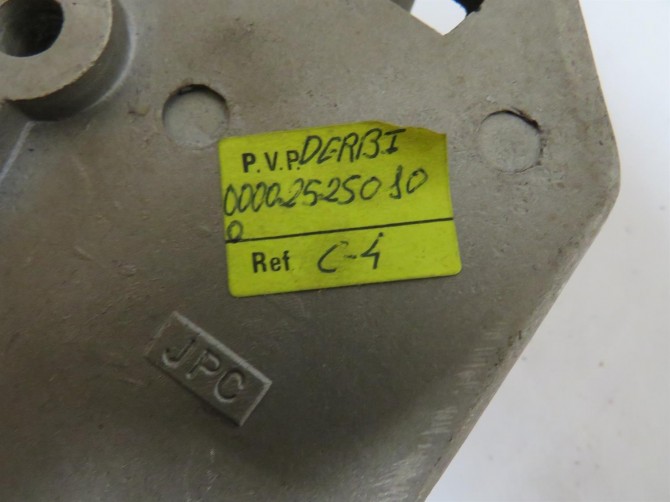 P.V.P. DERBI
00002525010
0
Ref C-4
JPC